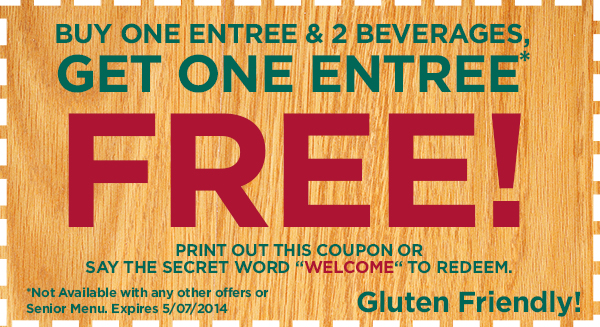 BUY ONE ENTREE & 2 BEVERAGES,
GET ONE ENTREE*
FREE!
PRINT OUT THIS COUPON OR
SAY THE SECRET WORD “WELCOME“ TO REDEEM.
*Not Available with any other offers or
Senior Menu. Expires 5/07/2014
Gluten Friendly!